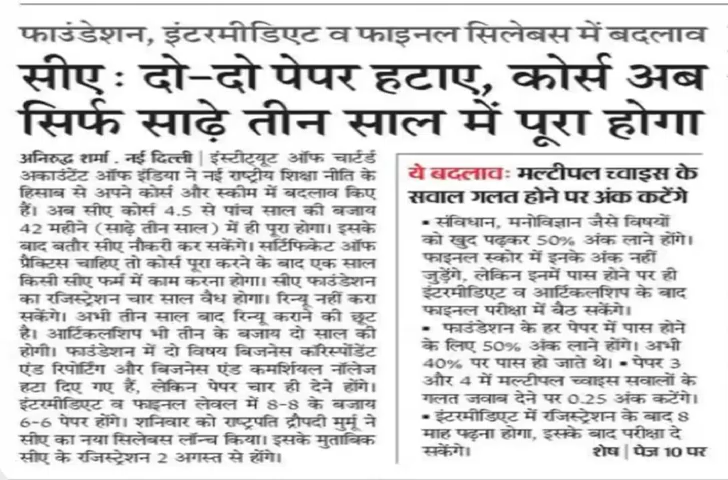 फाउंडेशन, इंटरमीडिएट व फाइनल सिलेबस में बदलाव
सीए : दो-दो पेपर हटाए, कोर्स अब
सिर्फ साढ़े तीन साल में पूरा होगा
अनिरुद्ध शर्मा . नई दिल्ली | इंस्टीट्यूट ऑफ चार्टर्ड
अकाउंटेंट ऑफ इंडिया ने नई राष्ट्रीय शिक्षा नीति के
हिसाब से अपने कोर्स और स्कीम में बदलाव किए
हैं। अब सीए कोर्स 4.5 से पांच साल की बजाय
42 महीने (साढ़े तीन साल) में ही पूरा होगा। इसके
बाद बतौर सीए नौकरी कर सकेंगे। सर्टिफिकेट ऑफ
प्रैक्टिस चाहिए तो कोर्स पूरा करने के बाद एक साल
किसी सीए फर्म में काम करना होगा। सीए फाउंडेशन
का रजिस्ट्रेशन चार साल वैध होगा। रिन्यू नहीं करा
सकेंगे। अभी तीन साल बाद रिन्यू कराने की छूट
है। आर्टिकलशिप भी तीन के बजाय दो साल की
होगी। फाउंडेशन में दो विषय बिजनेस कॉरेस्पोंडेंट
एंड रिपोर्टिंग और बिजनेस एंड कमर्शियल नॉलेज
हटा दिए गए हैं, लेकिन पेपर चार ही देने होंगे।
इंटरमीडिएट व फाइनल लेवल में 8-8 के बजाय
6-6 पेपर होंगे। शनिवार को राष्ट्रपति द्रौपदी मुर्मू ने
सीए का नया सिलेबस लॉन्च किया। इसके मुताबिक
सीए के रजिस्ट्रेशन 2 अगस्त से होंगे।
ये बदलाव: मल्टीपल च्वाइस के
सवाल गलत होने पर अंक कटेंगे
▪ संविधान, मनोविज्ञान जैसे विषयों
को खुद पढ़कर 50% अंक लाने होंगे।
फाइनल स्कोर में इनके अंक नहीं
जुड़ेंगे, लेकिन इनमें पास होने पर ही
इंटरमीडिएट व आर्टिकलशिप के बाद
फाइनल परीक्षा में बैठ सकेंगे।
▪ फाउंडेशन के हर पेपर में पास होने
के लिए 50% अंक लाने होंगे। अभी
40% पर पास हो जाते थे। ▪ पेपर 3
और 4 में मल्टीपल च्वाइस सवालों के
गलत जवाब देने पर 0.25 अंक कटेंगे।
▪ इंटरमीडिएट में रजिस्ट्रेशन के बाद 8
माह पढ़ना होगा, इसके बाद परीक्षा दे
सकेंगे। शेष | पेज 10 पर